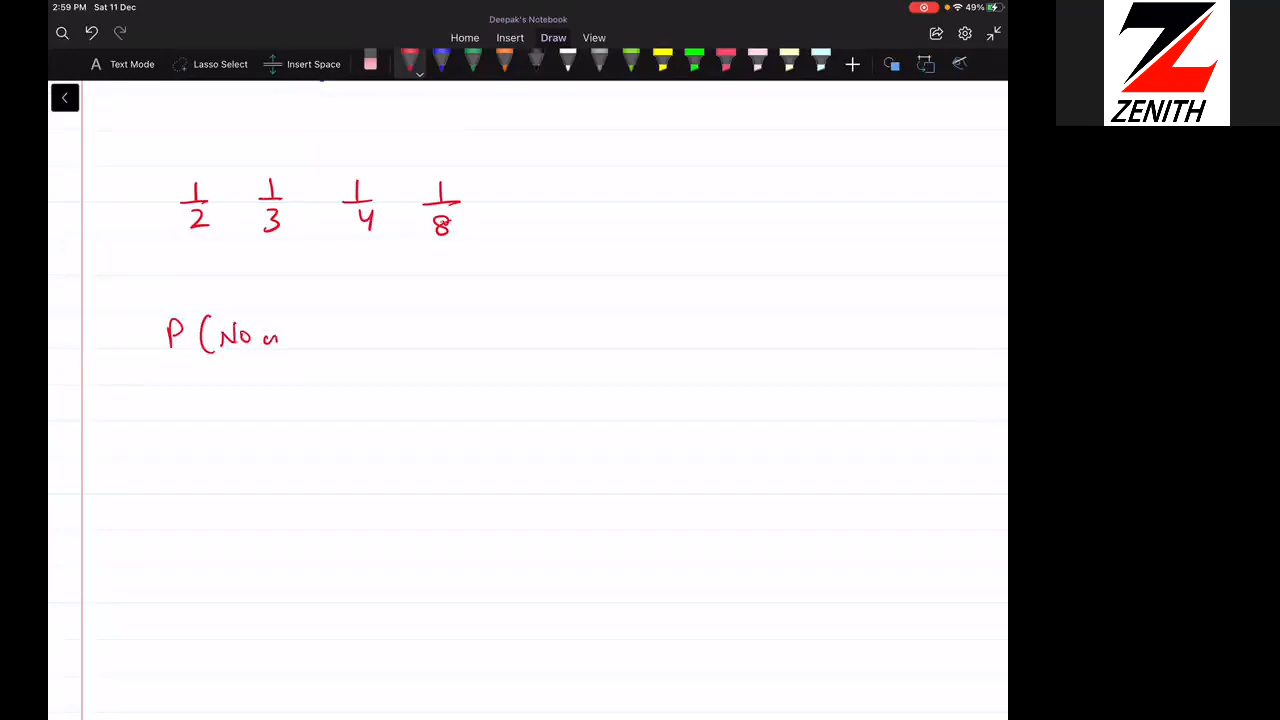 2:59 PM Sat 11 Dec
49%
Deepak's Notebook
Home Insert Draw View
A Text Mode Lasso Select Insert Space
ZENITH
1/2 1/3 1/4 1/8
P (No